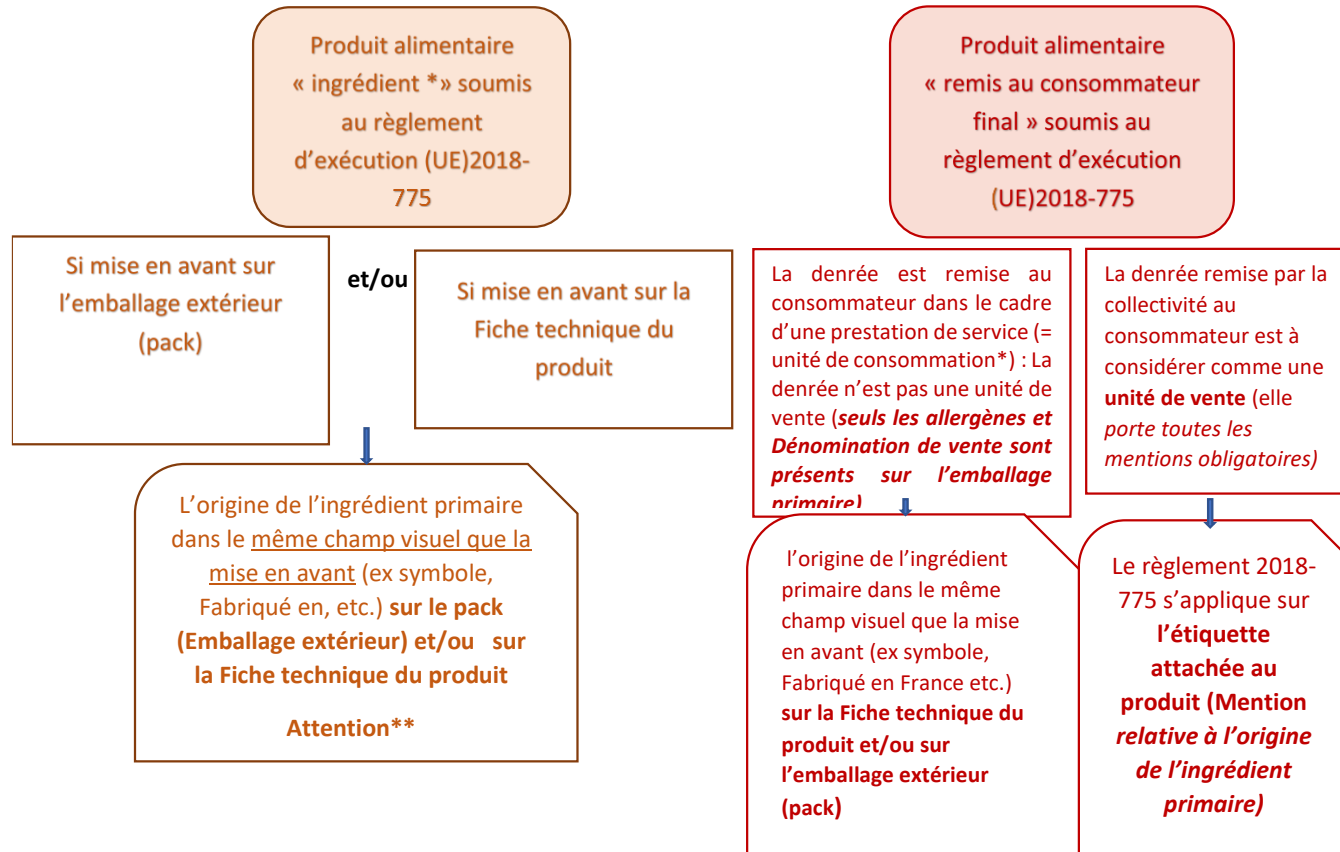 Produit alimentaire
« ingrédient *» soumis
au règlement
d'exécution (UE)2018-
775
Produit alimentaire
« remis au consommateur
final » soumis au
règlement d'exécution
(UE)2018-775
Si mise en avant sur
l'emballage extérieur
(pack)
et/ou
Si mise en avant sur la
Fiche technique du
produit
La denrée est remise au
consommateur dans le cadre
d'une prestation de service (=
unité de consommation*) : La
denrée n'est pas une unité de
vente (seuls les allergènes et
Dénomination de vente sont
présents sur l'emballage
primaire)
La denrée remise par la
collectivité au
consommateur est à
considérer comme une
unité de vente (elle
porte toutes les
mentions obligatoires)
L'origine de l'ingrédient primaire
dans le même champ visuel que la
mise en avant (ex symbole,
Fabriqué en, etc.) sur le pack
(Emballage extérieur) et/ou sur
la Fiche technique du produit
Attention**
l'origine de l'ingrédient
primaire dans le même
champ visuel que la mise
en avant (ex symbole,
Fabriqué en France etc.)
sur la Fiche technique du
produit et/ou sur
l'emballage extérieur
(pack)
Le règlement 2018-
775 s'applique sur
l'étiquette
attachée au
produit (Mention
relative à l'origine
de l'ingrédient
primaire)